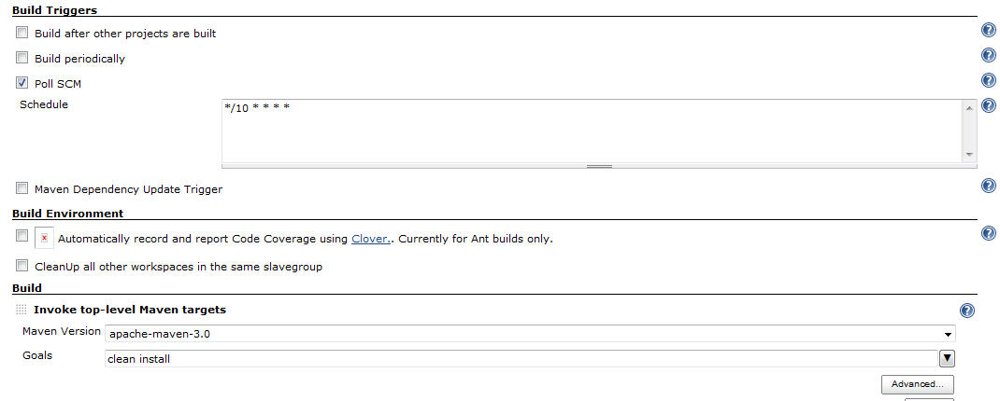 Build Triggers
Build after other projects are built
Build periodically
Poll SCM
Schedule
*/10 * * * *
Maven Dependency Update Trigger
Build Environment
Automatically record and report Code Coverage using Clover.. Currently for Ant builds only.
CleanUp all other workspaces in the same slavegroup
Build
Invoke top-level Maven targets
Maven Version apache-maven-3.0
Goals clean install
Advanced...